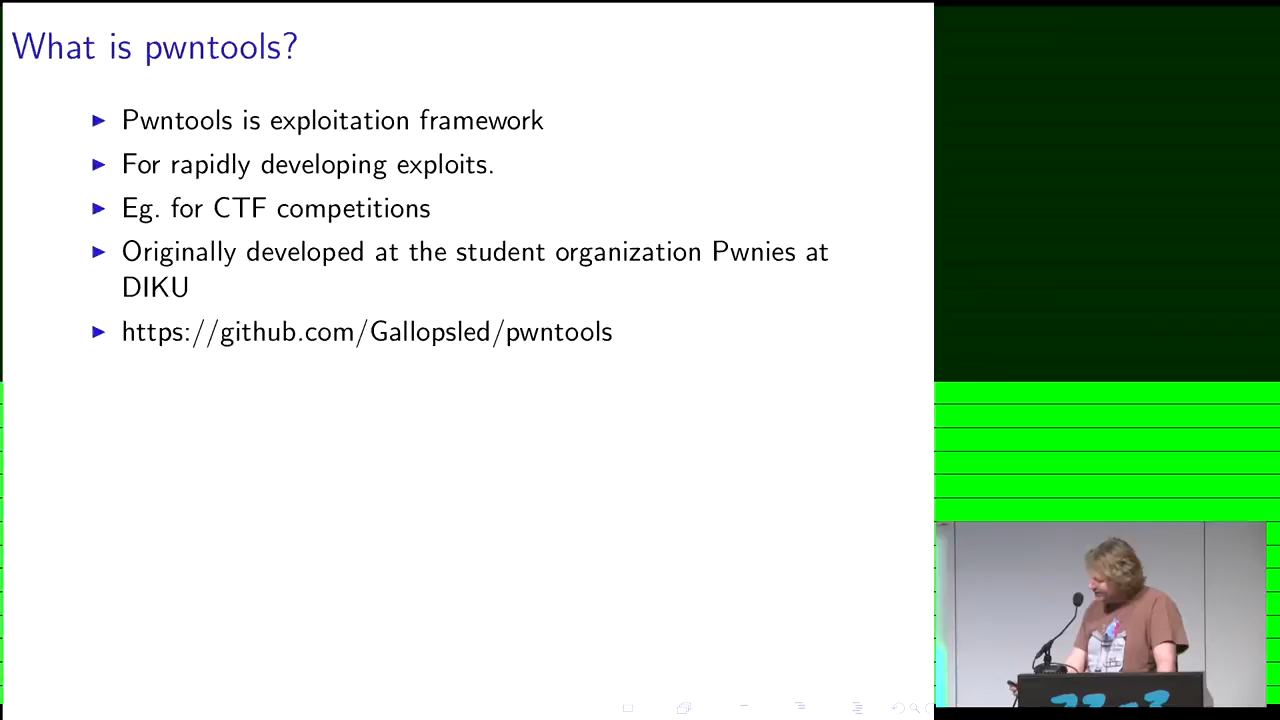 What is pwntools?
Pwntools is exploitation framework
For rapidly developing exploits.
Eg. for CTF competitions
Originally developed at the student organization Pwnies at
DIKU
https://github.com/Gallopsled/pwntools